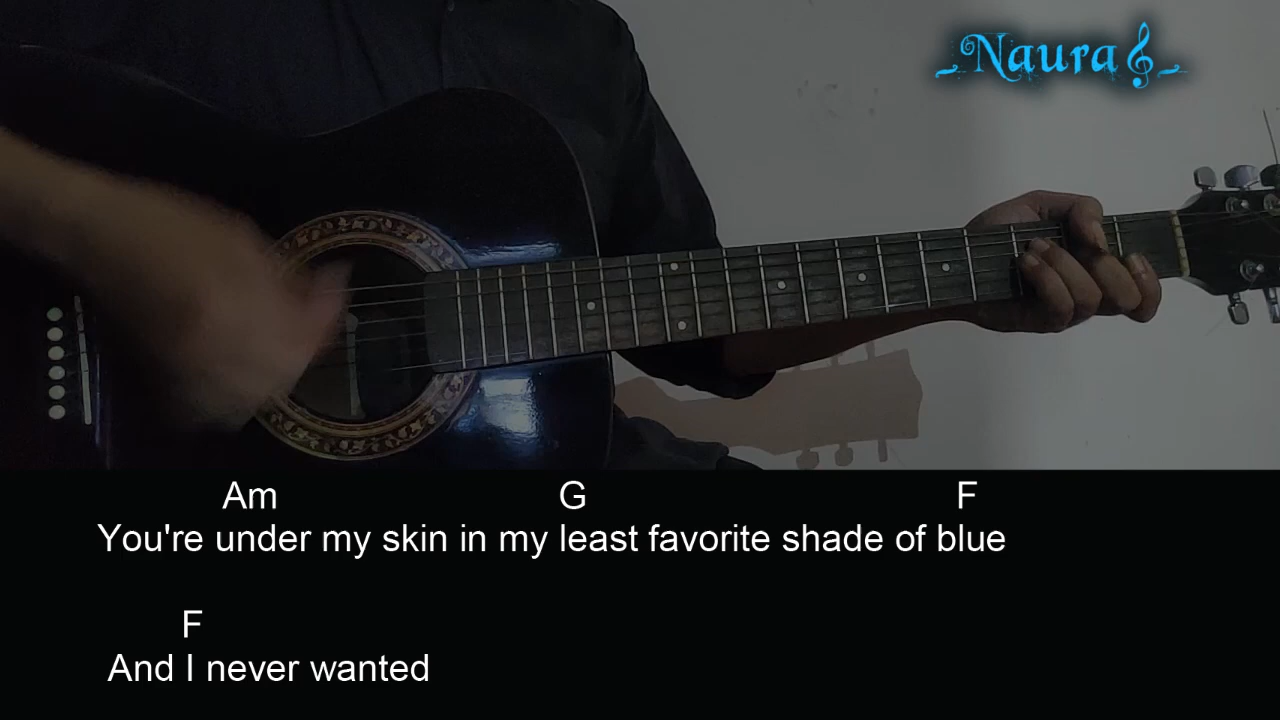 Naura
Am G F
You're under my skin in my least favorite shade of blue
F
And I never wanted